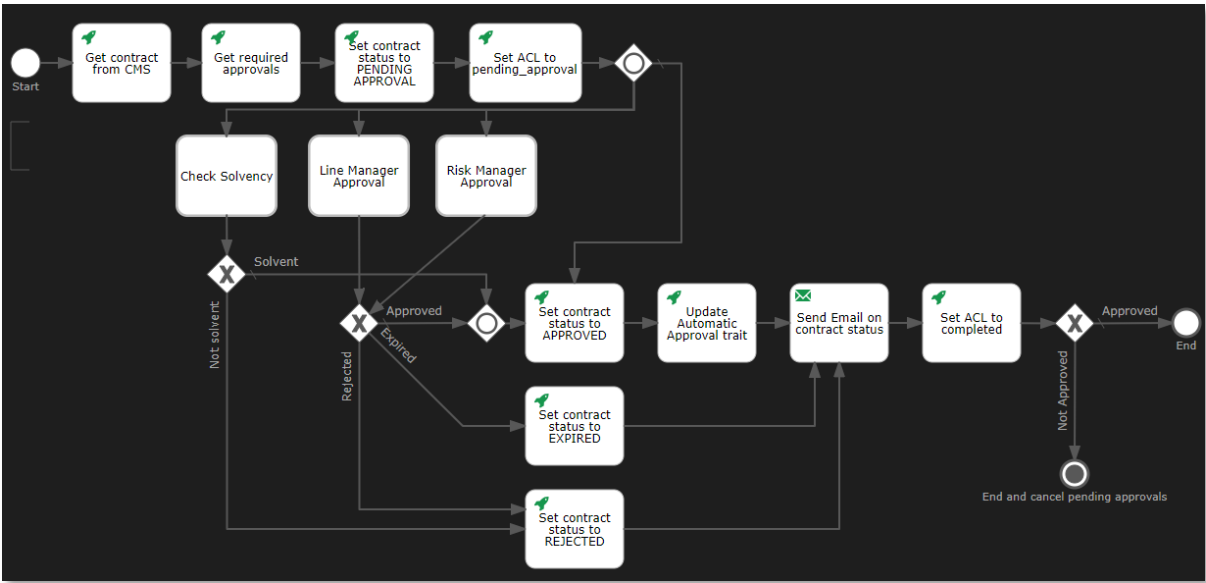 Get contract
from CMS
Get required
approvals
Set contract
status to
PENDING
APPROVAL
Set ACL to
pending_approval
Start
Check Solvency
Line Manager
Approval
Risk Manager
Approval
Solvent
Not solvent
Approved
Expired
Rejected
Set contract
status to
APPROVED
Update
Automatic
Approval trait
Send Email on
contract status
Set ACL to
completed
Approved
End
Not Approved
Set contract
status to
EXPIRED
End and cancel pending approvals
Set contract
status to
REJECTED